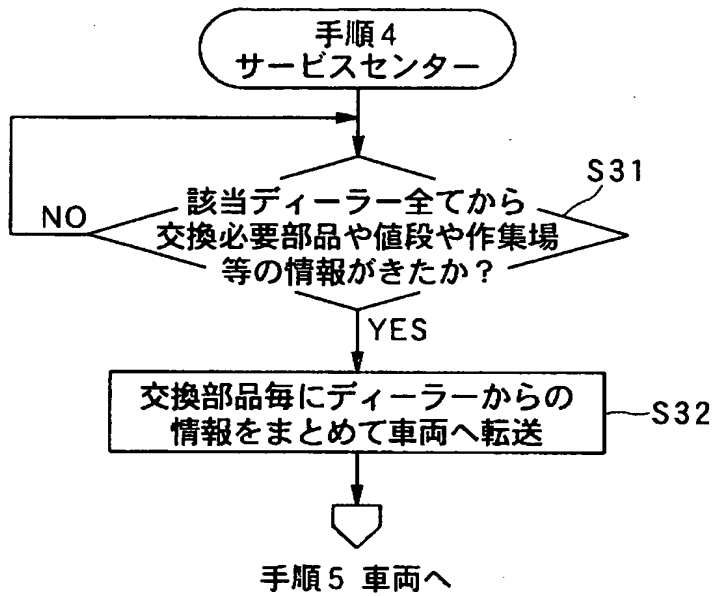 手順4
サービスセンター
S31
該当ディーラー全てから
NO
交換必要部品や値段や作集場
等の情報がきたか?
YES
交換部品毎にディーラーからの
情報をまとめて車両へ転送
S32
手順5 車両へ